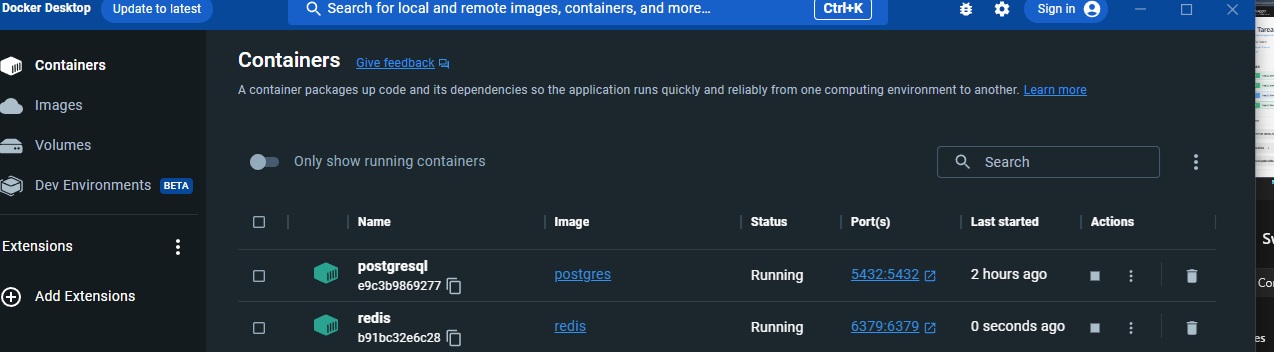 Docker Desktop Update to latest Search for local and remote images, containers, and more... Ctrl+K Sign in
Containers
Images
Volumes
Dev Environments BETA
Extensions
Add Extensions
Containers Give feedback
A container packages up code and its dependencies so the application runs quickly and reliably from one computing environment to another. Learn more
Only show running containers Search
Name Image Status Port(s) Last started Actions
postgresql
e9c3b9869277 postgres Running 5432:5432 2 hours ago
redis
b91bc32e6c28 redis Running 6379:6379 0 seconds ago
Tarea